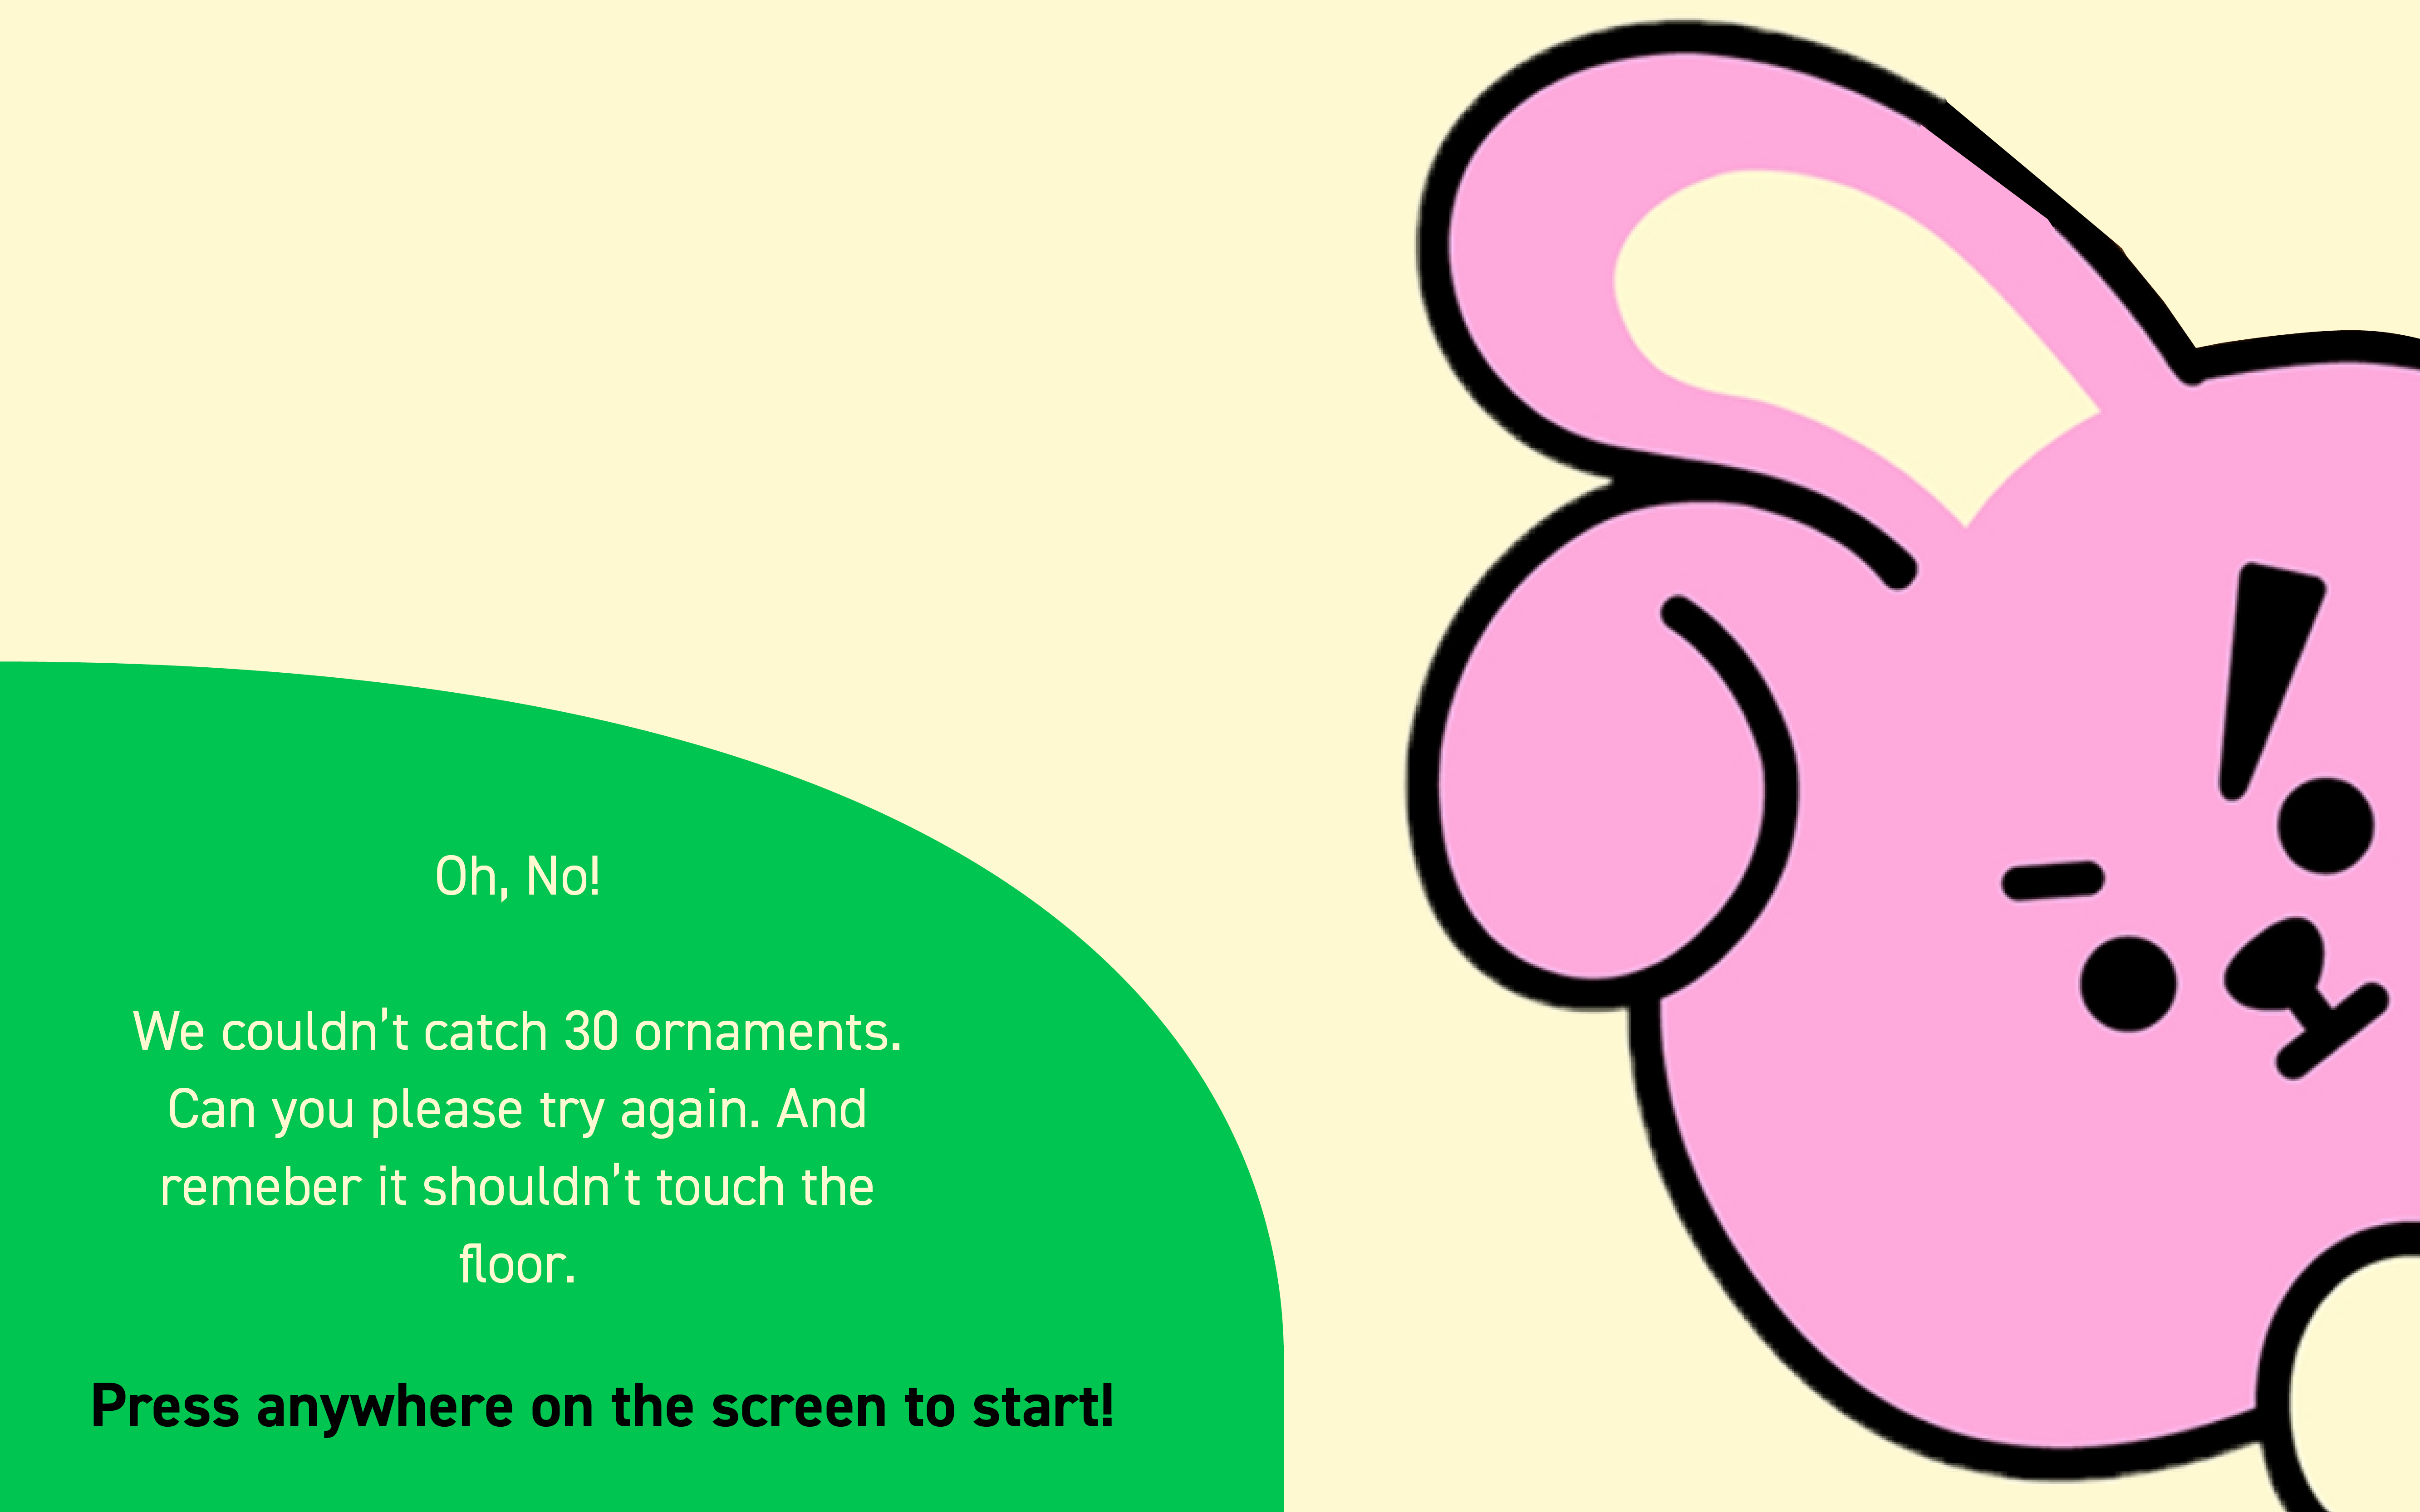 Oh, No!
We couldn't catch 30 ornaments.
Can you please try again. And
remeber it shouldn't touch the
floor.
Press anywhere on the screen to start!